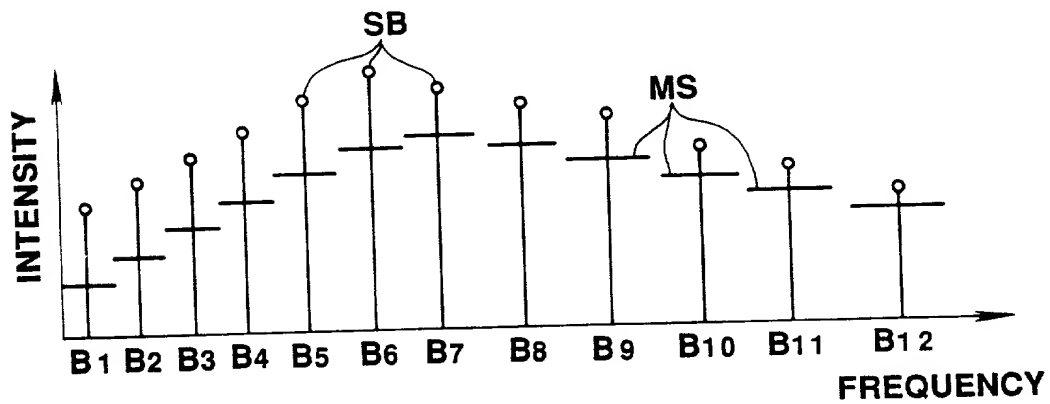 SB
MS
INTENSITY
B1 B2 B3 B4 B5 B6 B7 B8 B9 B10 B11 B12
FREQUENCY